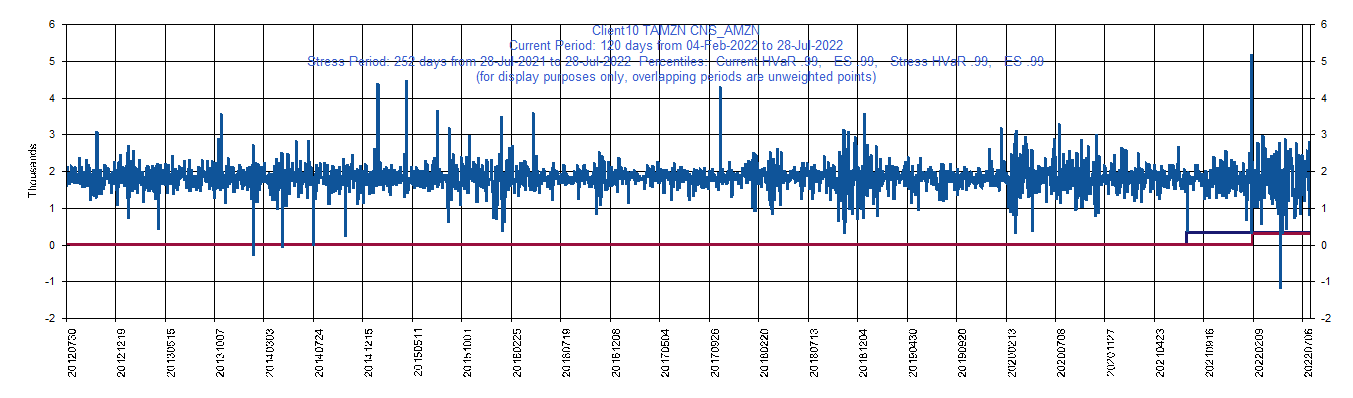 Client10 TAMZN CNS_AMZN
Current Period: 120 days from 04-Feb-2022 to 28-Jul-2022
Stress Period: 252 days from 28-Jul-2021 to 28-Jul-2022 Percentiles: Current HVaR .99, ES .99, Stress HVaR .99, ES .99
(for display purposes only, overlapping periods are unweighted points)
6 6
5 5
4 4
3 3
2 2
1 1
0 0
-1 -1
-2 -2
Thousands
20120730 20121219 20130515 20131007 20140303 20140724 20141215 20150511 20151001 20160225 20160719 20161208 20170504 20170926 20180220 20180713 20181204 20190430 20190920 20200213 20200708 20201127 20210423 20210916 20220209 20220706